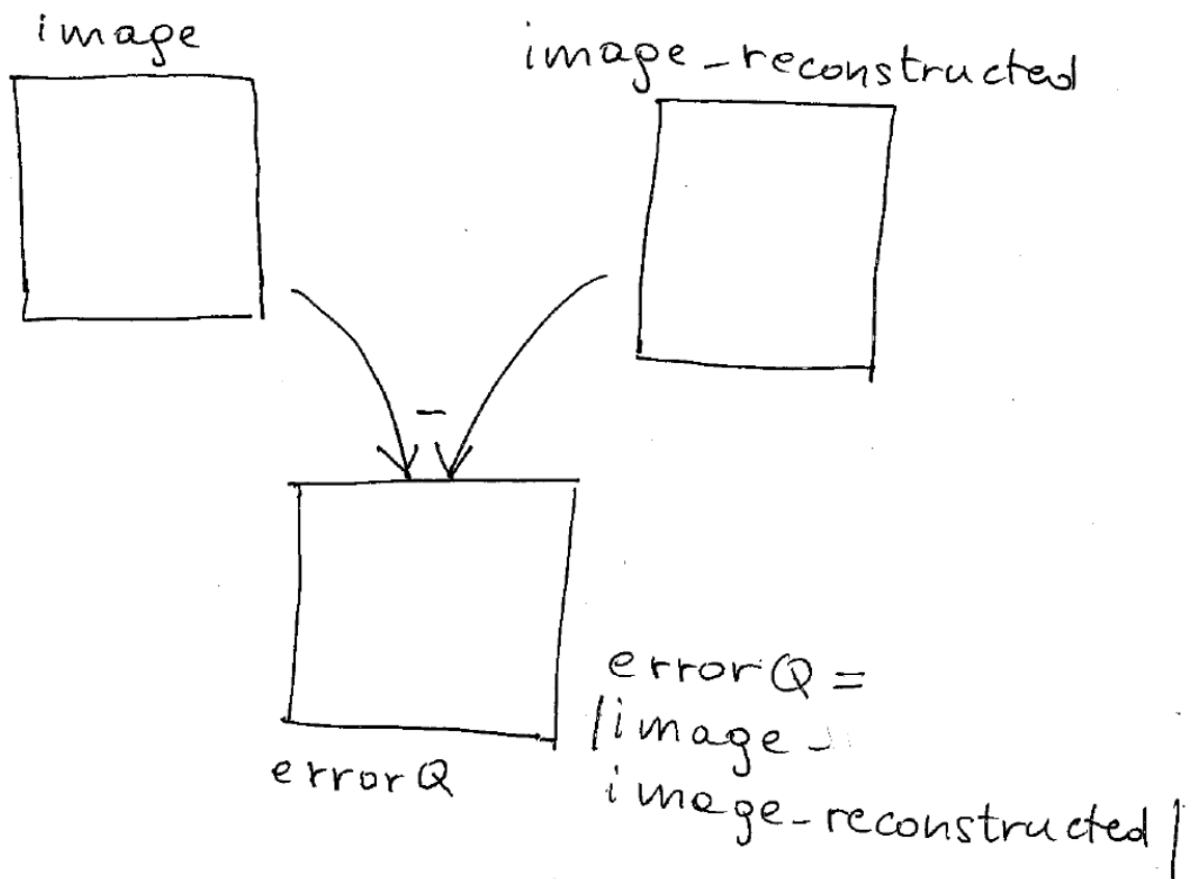 image
image_reconstructed
-
errorQ
errorQ =
|image -
image_reconstructed|